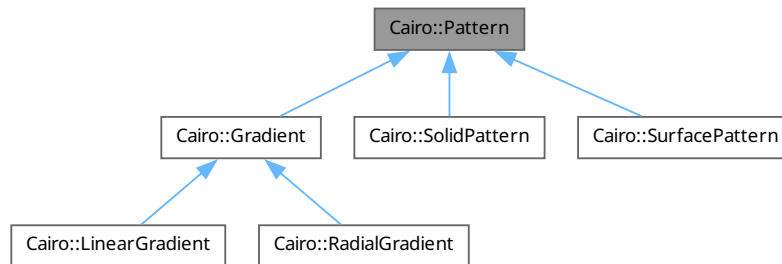 Cairo::Pattern
Cairo::Gradient
Cairo::SolidPattern
Cairo::SurfacePattern
Cairo::LinearGradient
Cairo::RadialGradient